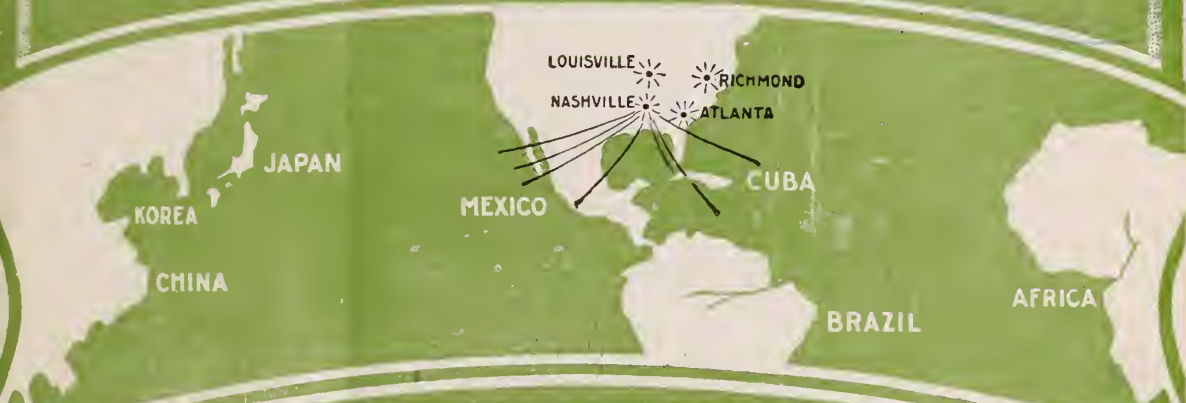 LOUISVILLE
RICHMOND
NASHVILLE
ATLANTA
JAPAN
CUBA
KOREA
MEXICO
CHINA
AFRICA
BRAZIL